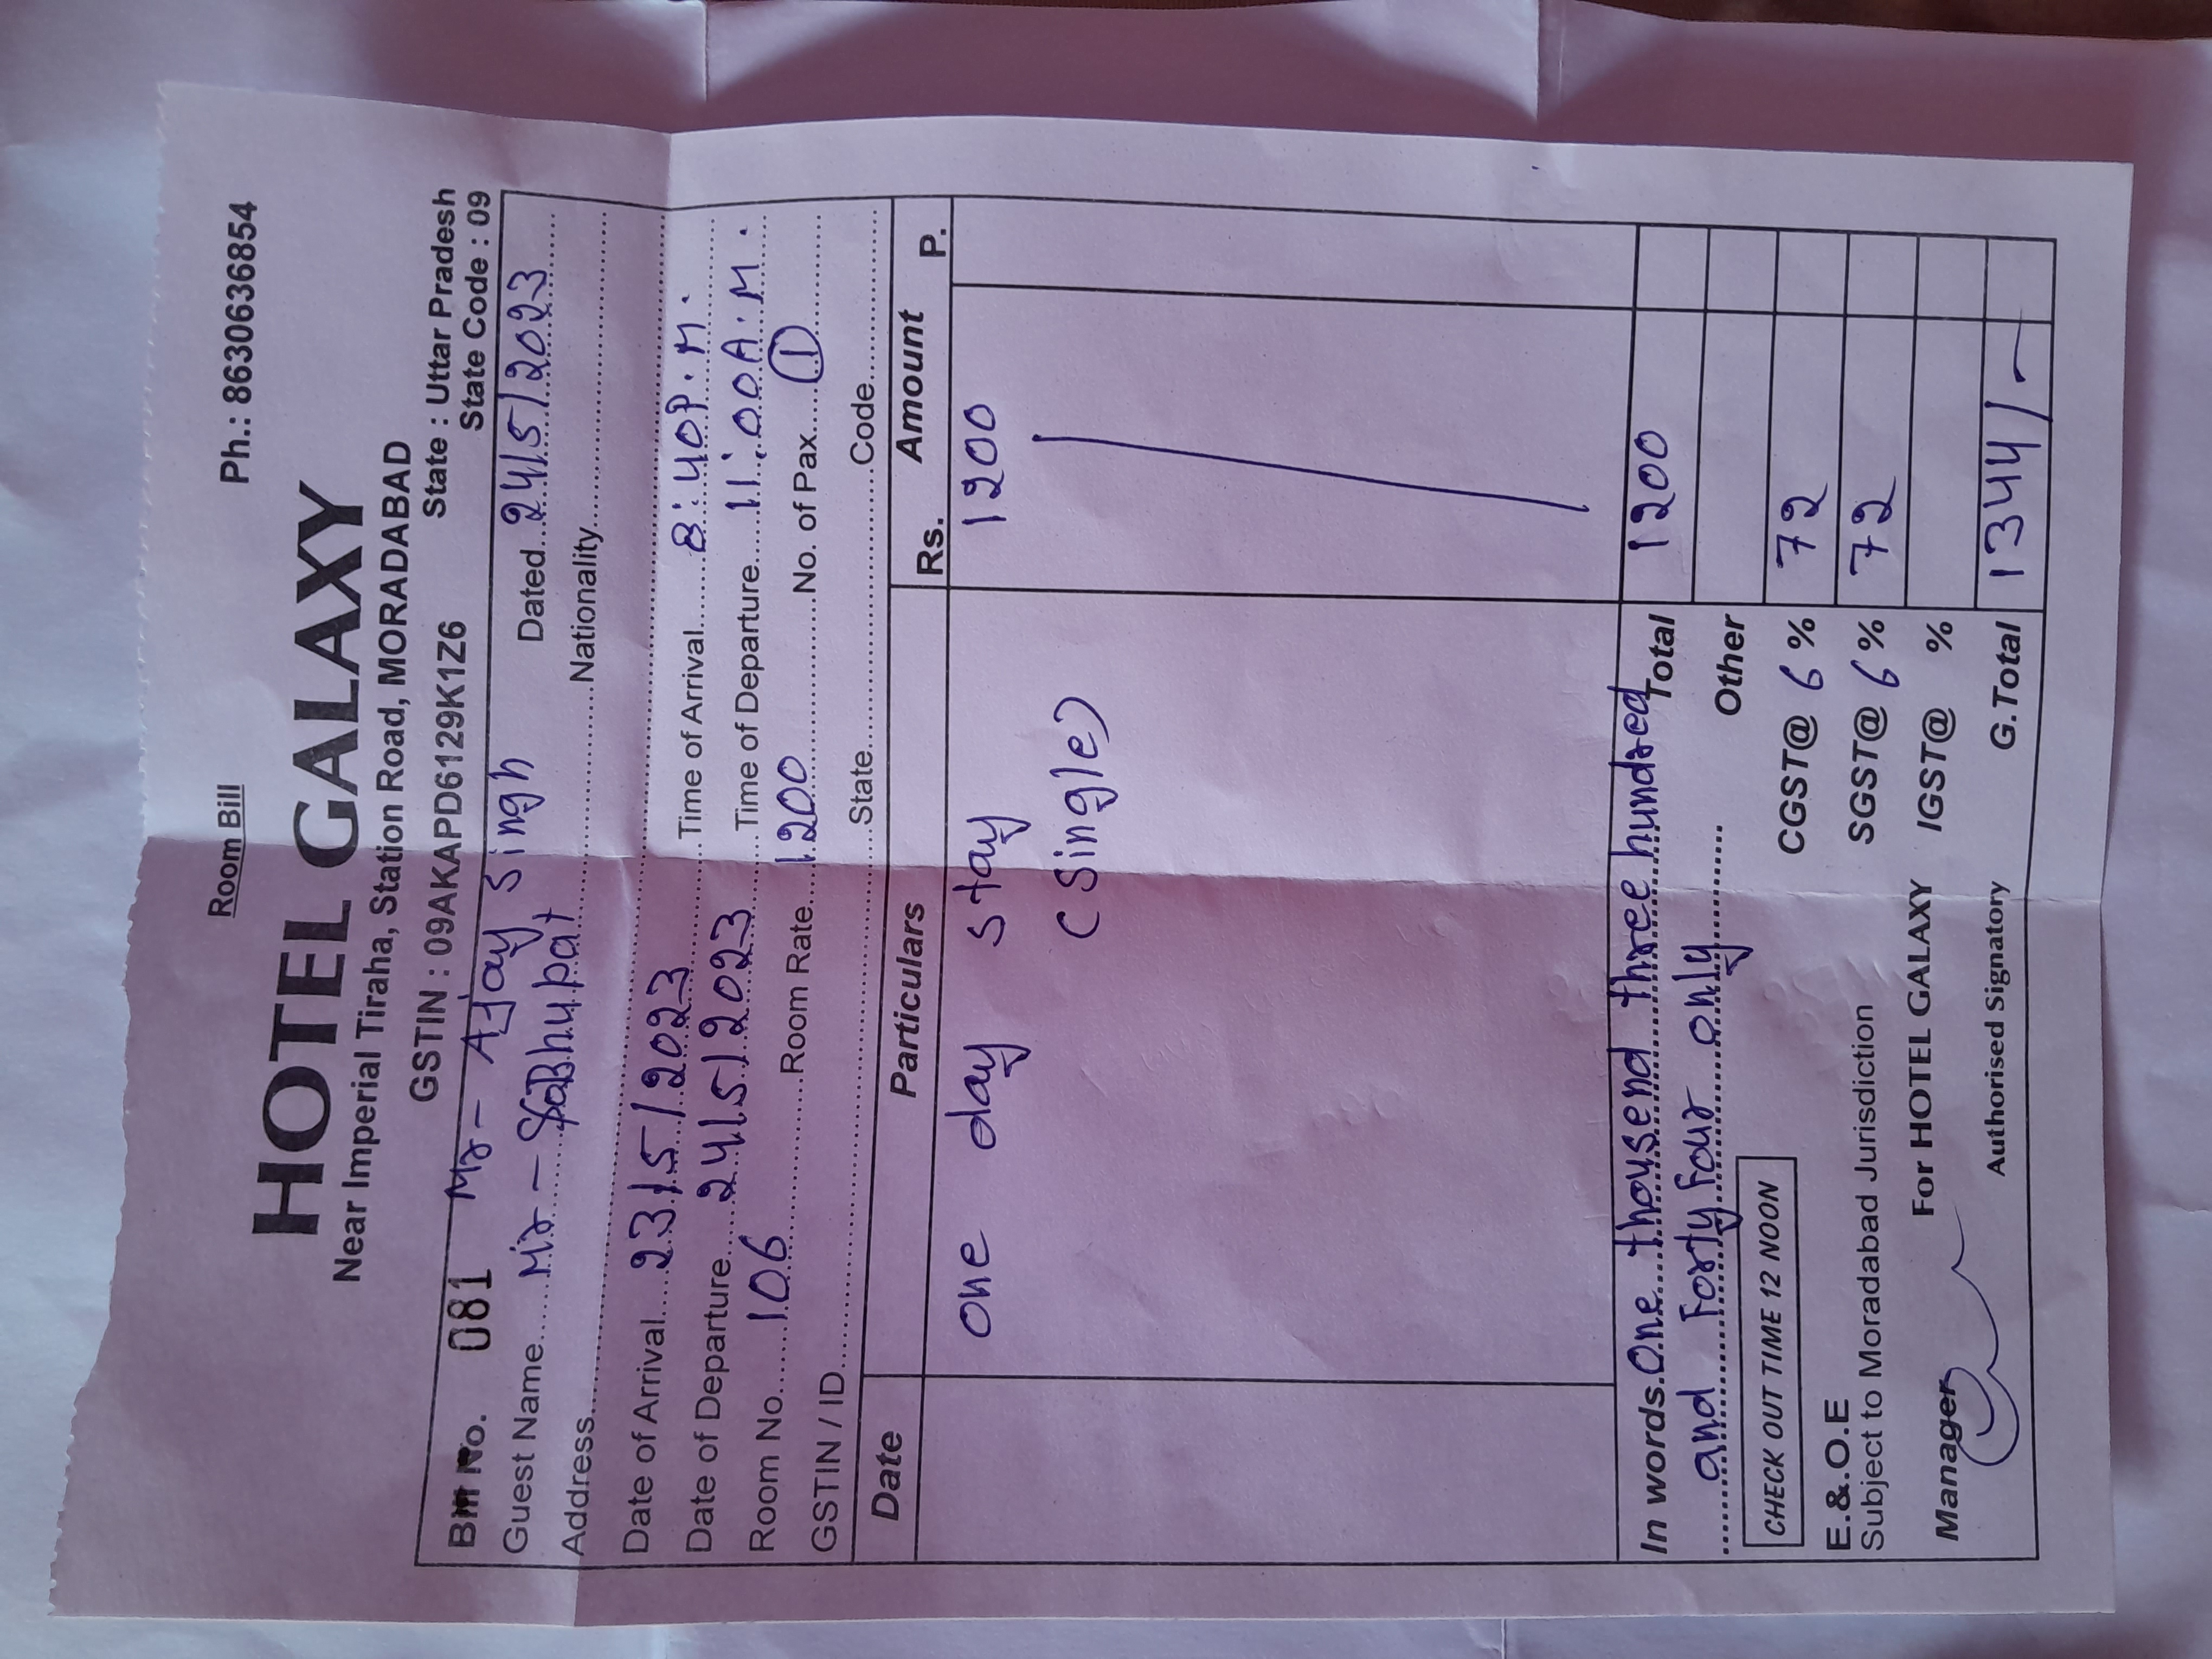 Room Bill Ph.: 8630636854
HOTEL GALAXY
Near Imperial Tiraha, Station Road, MORADABAD
GSTIN : 09AKAPD6129K1Z6 State : Uttar Pradesh
State Code : 09
Bill No. 081 Mr - Ajay Singh Dated 24/5/2023
Guest Name Mr - Nationality
Address
Date of Arrival 23/5/2023 Time of Arrival 8:40P.M.
Date of Departure 24/5/2023 Time of Departure 11:00A.M.
Room No. 106 Room Rate 1200 No. of Pax 1
GSTIN / ID State Code
Date Particulars Rs. Amount P.
one day stay 1200
(Single)
In words One thousend three hundred Total 1200
and Forty Four only Other
CHECK OUT TIME 12 NOON CGST@ 6 % 72
E.&.O.E SGST@ 6 % 72
Subject to Moradabad Jurisdiction
For HOTEL GALAXY IGST@ %
Manager Authorised Signatory G.Total 1344/-